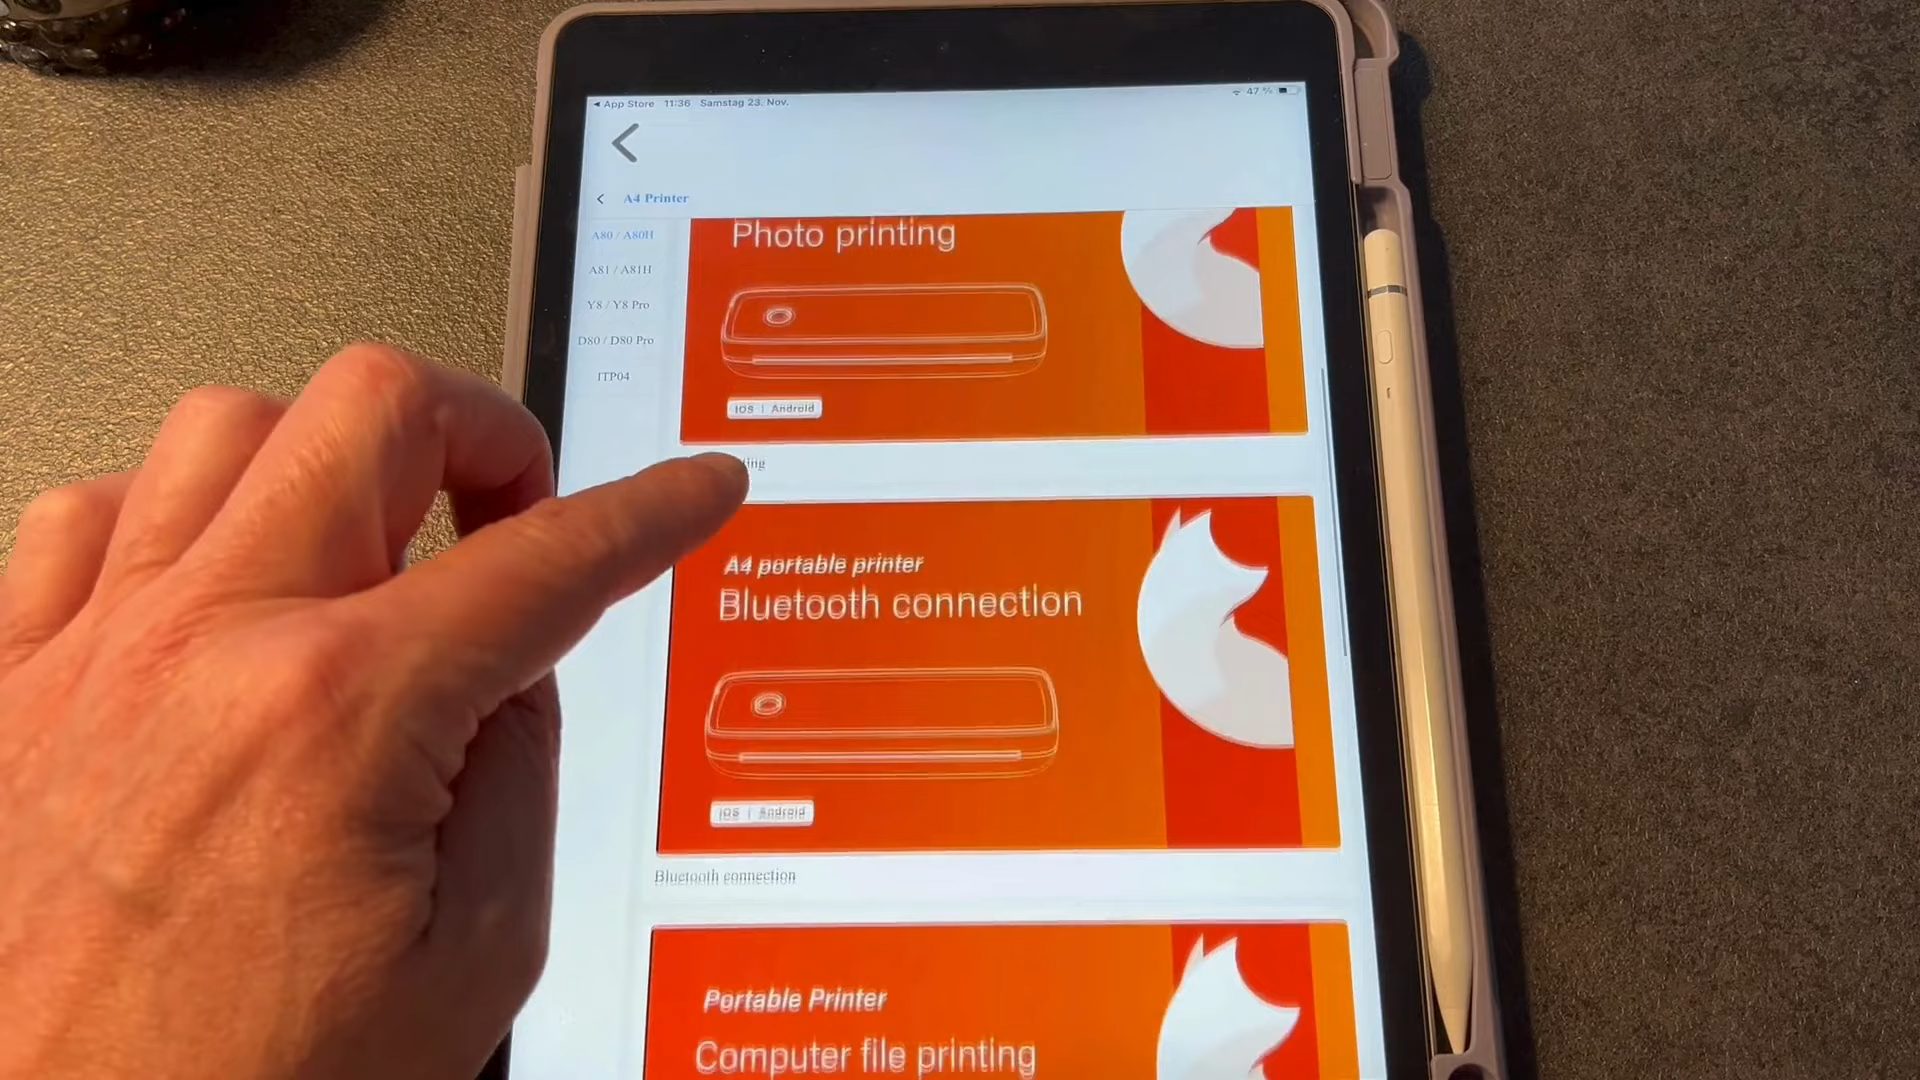 App Store 11:36 Samstag 23. Nov.
47 %
A4 Printer
A80 / A80H
A81 / A81H
Y8 / Y8 Pro
D80 / D80 Pro
ITP04
Photo printing
IOS | Android
A4 portable printer
Bluetooth connection
iOS | Android
Bluetooth connection
Portable Printer
Computer file printing